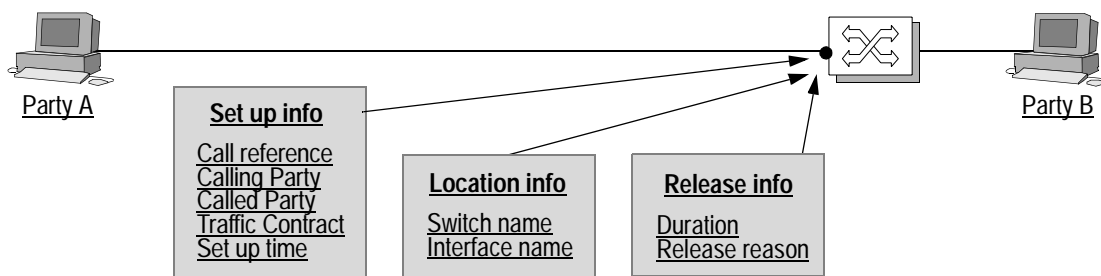 Party A
Party B
Set up info
Call reference
Calling Party
Called Party
Traffic Contract
Set up time
Location info
Switch name
Interface name
Release info
Duration
Release reason